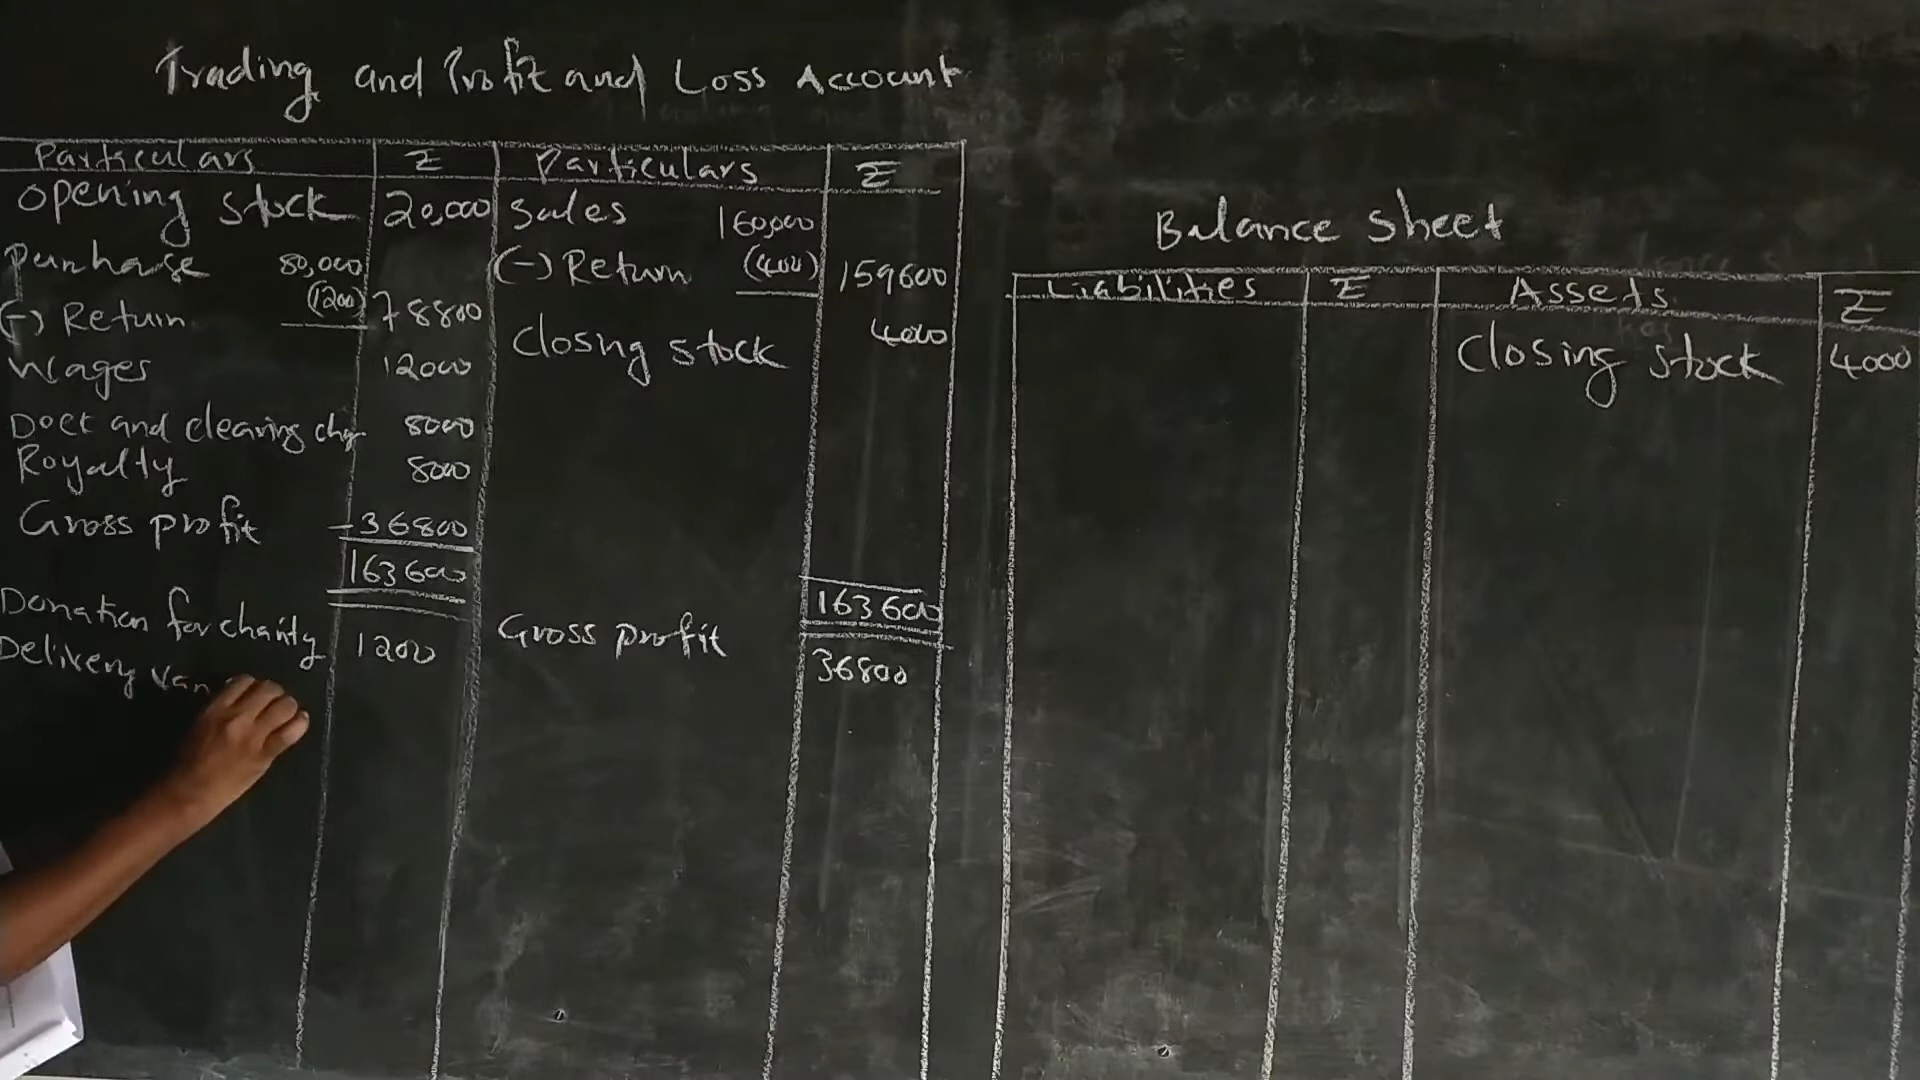 Trading and Profit and Loss Account
Particulars ₹ Particulars ₹
Opening stock 20,000 Sales 160,000
Purchase 80,000 (-) Return (400) 159600
(-) Return (1200) 78800
Closing stock 4000
Wages 12000
Doct and clearing chg 8000
Royalty 8000
Gross profit 36800
163600
163600
Donation for charity 1200 Gross profit 36800
Delivery van
Balance Sheet
Liabilities ₹ Assets ₹
Closing stock 4000